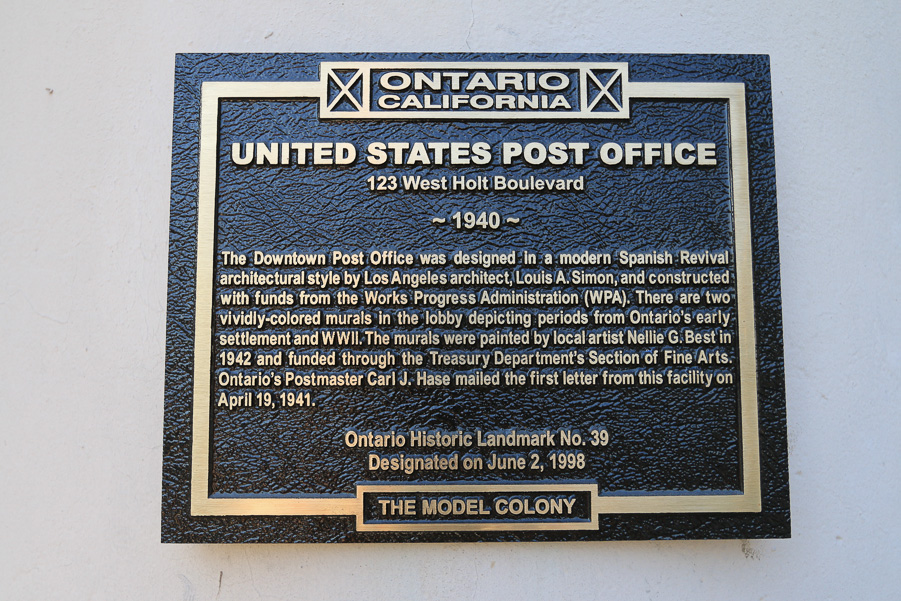 ONTARIO
CALIFORNIA
UNITED STATES POST OFFICE
123 West Holt Boulevard
~ 1940 ~
The Downtown Post Office was designed in a modern Spanish Revival
architectural style by Los Angeles architect, Louis A. Simon, and constructed
with funds from the Works Progress Administration (WPA). There are two
vividly-colored murals in the lobby depicting periods from Ontario's early
settlement and WWII. The murals were painted by local artist Nellie G. Best in
1942 and funded through the Treasury Department's Section of Fine Arts.
Ontario's Postmaster Carl J. Hase mailed the first letter from this facility on
April 19, 1941.
Ontario Historic Landmark No. 39
Designated on June 2, 1998
THE MODEL COLONY